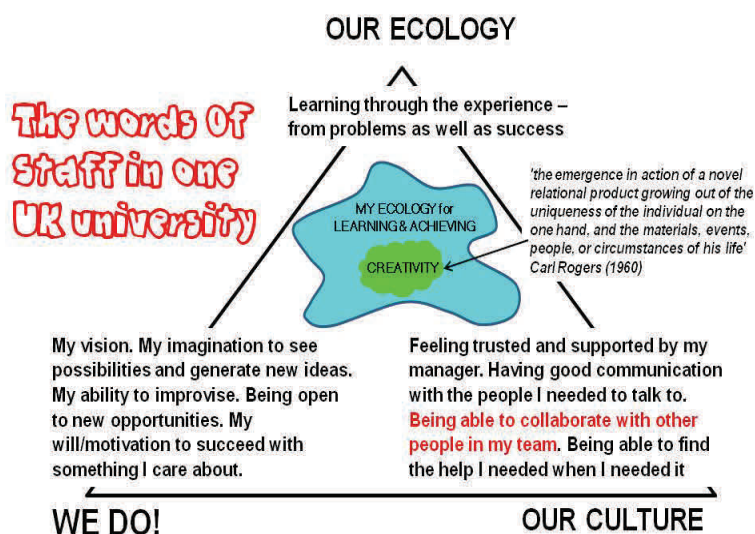 OUR ECOLOGY
The words Of
Staff in one
UK university
Learning through the experience –
from problems as well as success
'the emergence in action of a novel
relational product growing out of the
uniqueness of the individual on the
one hand, and the materials, events,
people, or circumstances of his life'
Carl Rogers (1960)
MY ECOLOGY for
LEARNING & ACHIEVING
CREATIVITY
My vision. My imagination to see
possibilities and generate new ideas.
My ability to improvise. Being open
to new opportunities. My
will/motivation to succeed with
something I care about.
Feeling trusted and supported by my
manager. Having good communication
with the people I needed to talk to.
Being able to collaborate with other
people in my team. Being able to find
the help I needed when I needed it
WE DO!
OUR CULTURE